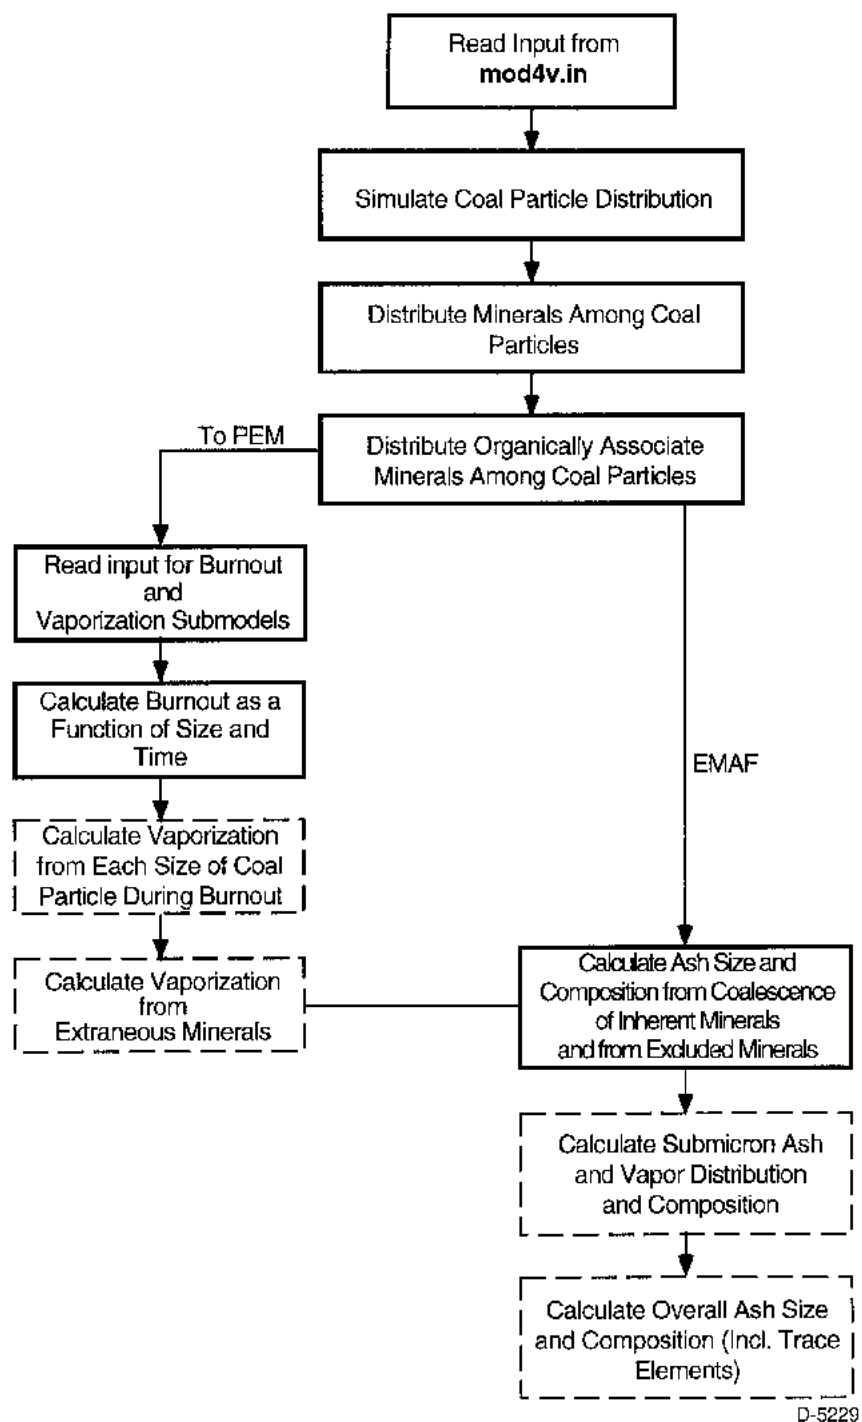 Read Input from
mod4v.in
Simulate Coal Particle Distribution
Distribute Minerals Among Coal
Particles
To PEM
Distribute Organically Associate
Minerals Among Coal Particles
Read input for Burnout
and
Vaporization Submodels
Calculate Burnout as a
Function of Size and
Time
EMAF
Calculate Vaporization
from Each Size of Coal
Particle During Burnout
Calculate Vaporization
from
Extraneous Minerals
Calculate Ash Size and
Composition from Coalescence
of Inherent Minerals
and from Excluded Minerals
Calculate Submicron Ash
and Vapor Distribution
and Composition
Calculate Overall Ash Size
and Composition (Incl. Trace
Elements)
D-5229